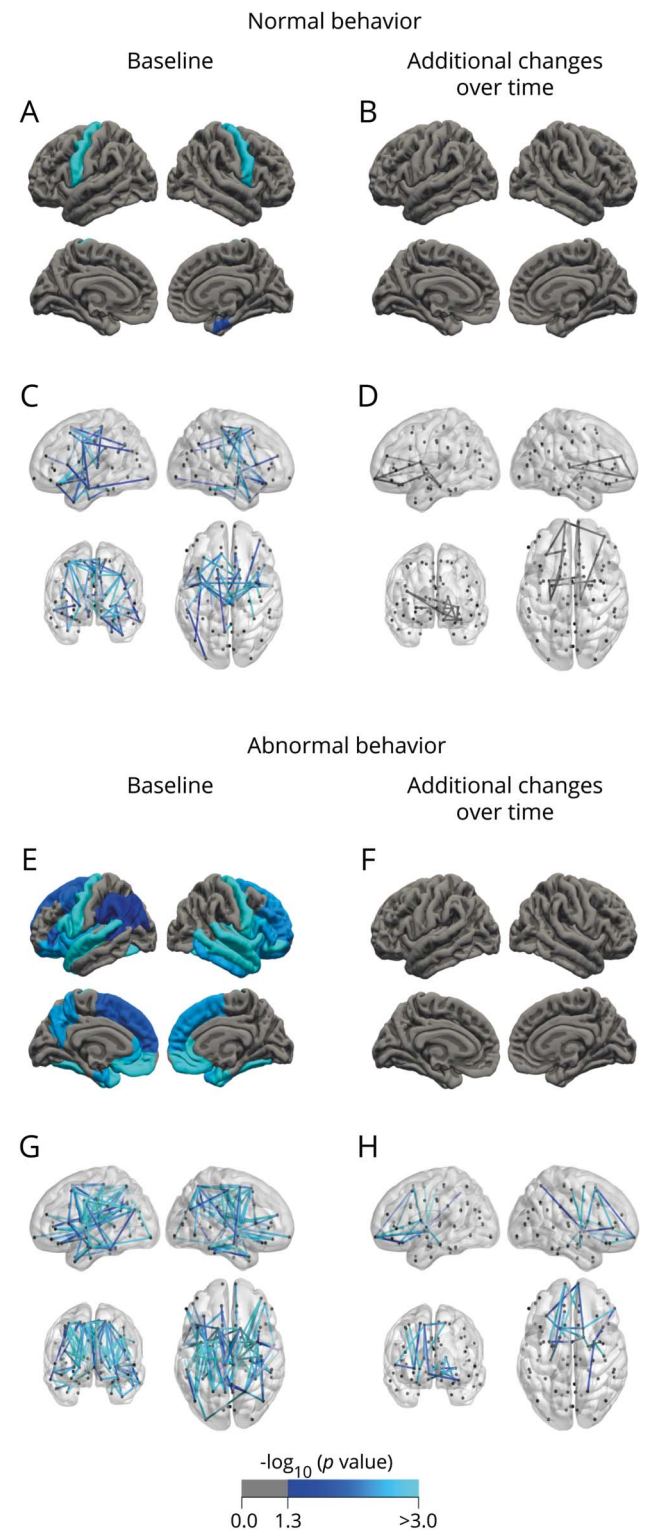 Normal behavior
Baseline
Additional changes
over time
A
B
C
D
Abnormal behavior
Baseline
Additional changes
over time
E
F
G
H
-log10 (p value)
0.0 1.3 >3.0